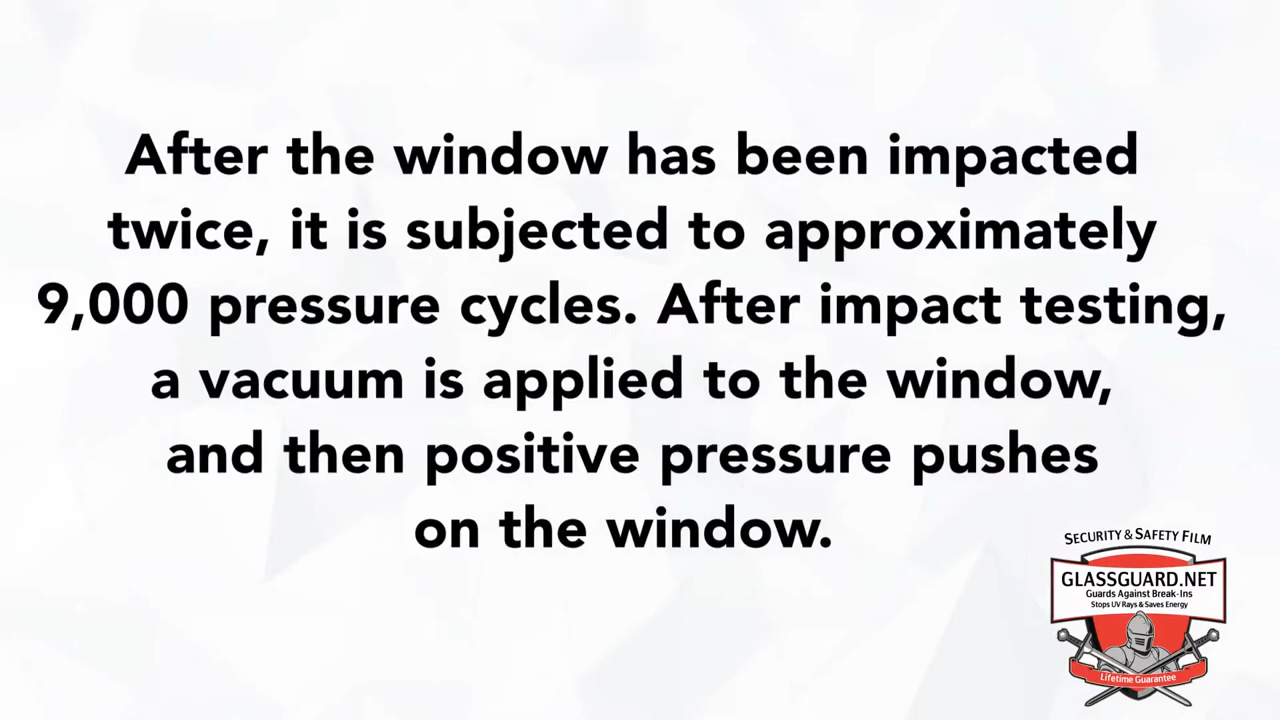 After the window has been impacted
twice, it is subjected to approximately
9,000 pressure cycles. After impact testing,
a vacuum is applied to the window,
and then positive pressure pushes
on the window.
SECURITY & SAFETY FILM
GLASSGUARD.NET
Guards Against Break-Ins
Stops UV Rays & Saves Energy
Lifetime Guarantee